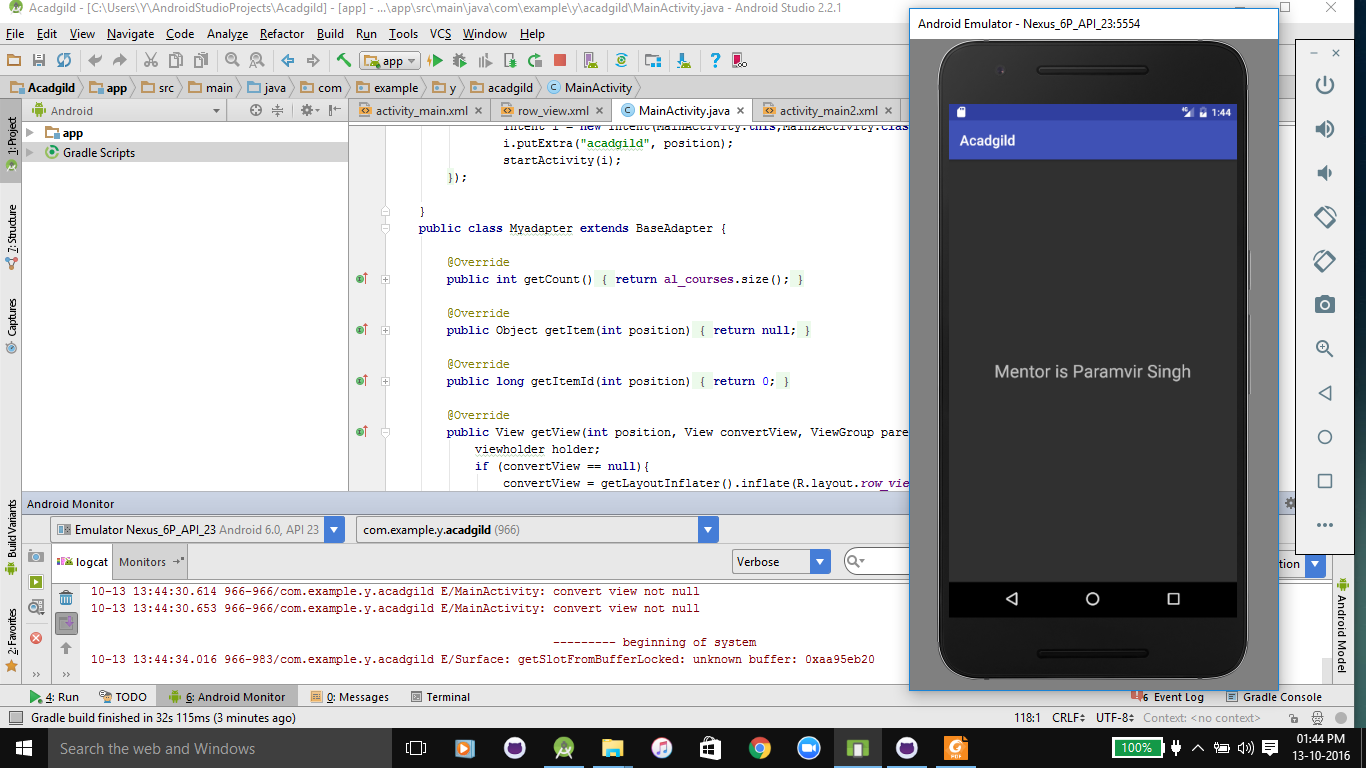 Acadgild - [C:\Users\Y\AndroidStudioProjects\Acadgild] - [app] - ...\app\src\main\java\com\example\y\acadgild\MainActivity.java - Android Studio 2.2.1
File Edit View Navigate Code Analyze Refactor Build Run Tools VCS Window Help
app
Acadgild app src main java com example y acadgild MainActivity
Android
activity_main.xml row_view.xml MainActivity.java activity_main2.xml
1: Project
7: Structure
Captures
Build Variants
2: Favorites
app
Gradle Scripts
Intent i = new Intent(MainActivity.this,Main2Activity.clas
i.putExtra("acadgild", position);
startActivity(i);
});
}
public class Myadapter extends BaseAdapter {
@Override
public int getCount() { return al_courses.size(); }
@Override
public Object getItem(int position) { return null; }
@Override
public long getItemId(int position) { return 0; }
@Override
public View getView(int position, View convertView, ViewGroup pare
viewholder holder;
if (convertView == null){
convertView = getLayoutInflater().inflate(R.layout.row_vie
Android Emulator - Nexus_6P_API_23:5554
4G 1:44
Acadgild
Mentor is Paramvir Singh
Android Monitor
Emulator Nexus_6P_API_23 Android 6.0, API 23
com.example.y.acadgild (966)
logcat Monitors
Verbose
tion
10-13 13:44:30.614 966-966/com.example.y.acadgild E/MainActivity: convert view not null
10-13 13:44:30.653 966-966/com.example.y.acadgild E/MainActivity: convert view not null
--------- beginning of system
10-13 13:44:34.016 966-983/com.example.y.acadgild E/Surface: getSlotFromBufferLocked: unknown buffer: 0xaa95eb20
Android Model
4: Run TODO 6: Android Monitor 0: Messages Terminal 6 Event Log Gradle Console
Gradle build finished in 32s 115ms (3 minutes ago)
118:1 CRLF UTF-8 Context: <no context>
Search the web and Windows
PDF
100%
01:44 PM
13-10-2016